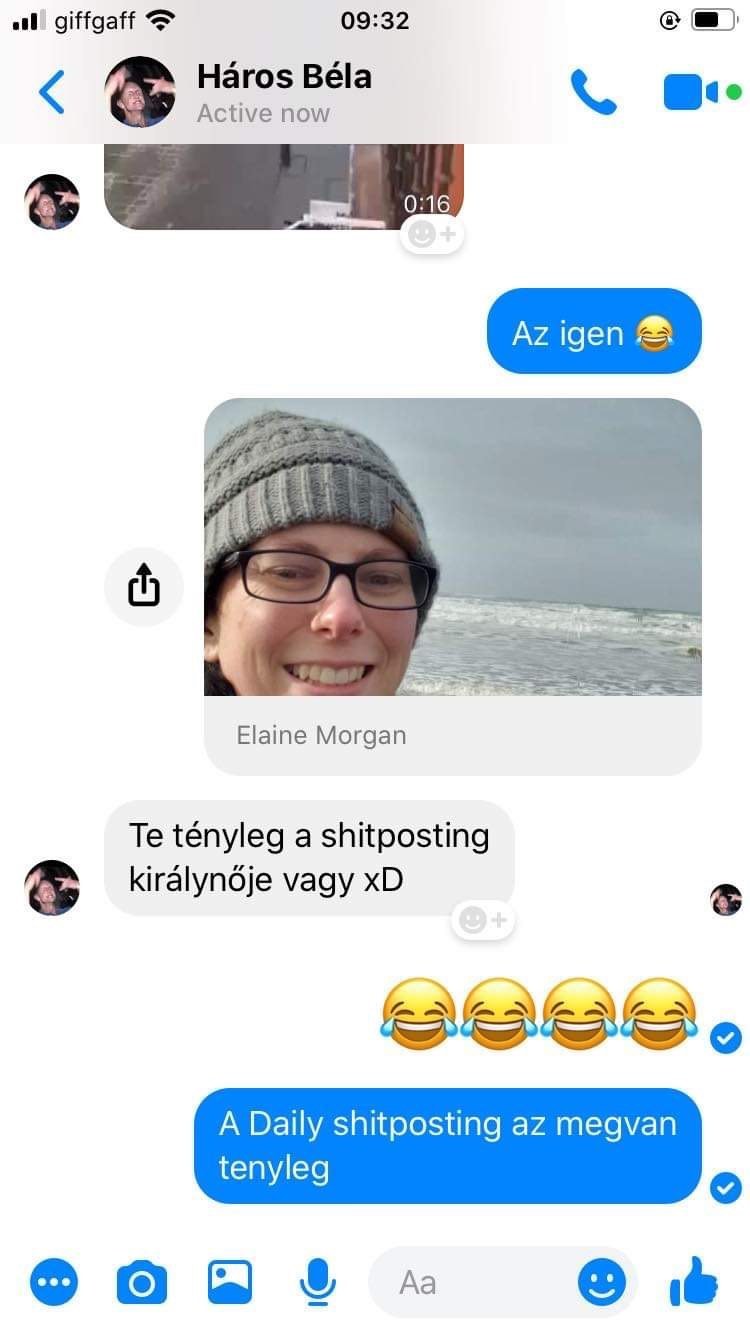 giffgaff
09:32
Háros Béla
Active now
0:16
Az igen 😂
Elaine Morgan
Te tényleg a shitposting
királynője vagy xD
😂😂😂😂
A Daily shitposting az megvan
tenyleg
Aa